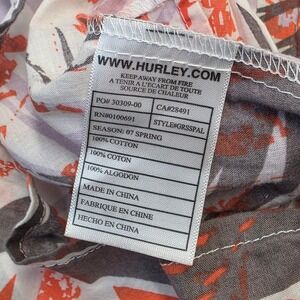 WWW.HURLEY.COM
KEEP AWAY FROM FIRE
A TENIR A L'ECART DE TOUTE
SOURCE DE CHALEUR
PO# 30309-00 CA#28491
RN#0100691 STYLE#GRSSPAL
SEASON: 07 SPRING
100% COTTON
100% COTON
100% ALGODON
MADE IN CHINA
FABRIQUE EN CHINE
HECHO EN CHINA